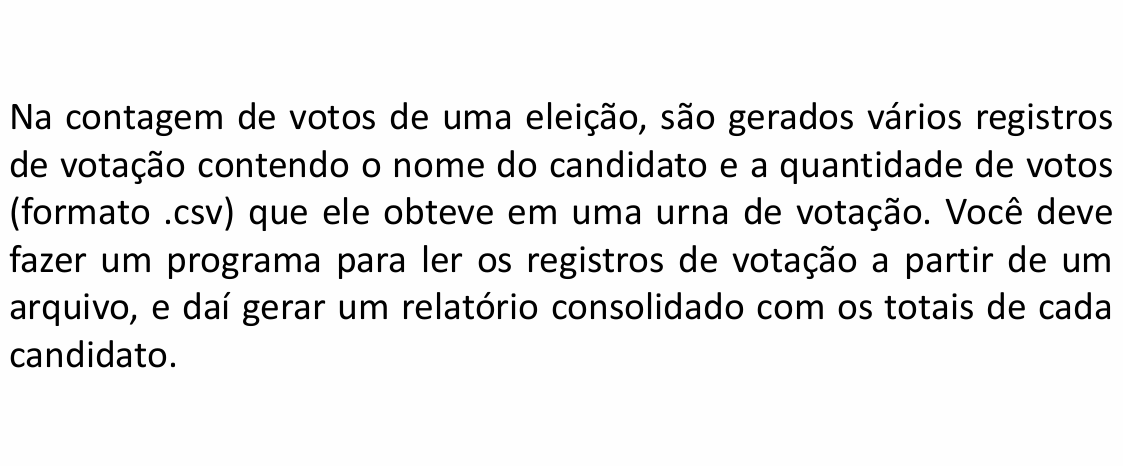 Na contagem de votos de uma eleição, são gerados vários registros
de votação contendo o nome do candidato e a quantidade de votos
(formato .csv) que ele obteve em uma urna de votação. Você deve
fazer um programa para ler os registros de votação a partir de um
arquivo, e daí gerar um relatório consolidado com os totais de cada
candidato.